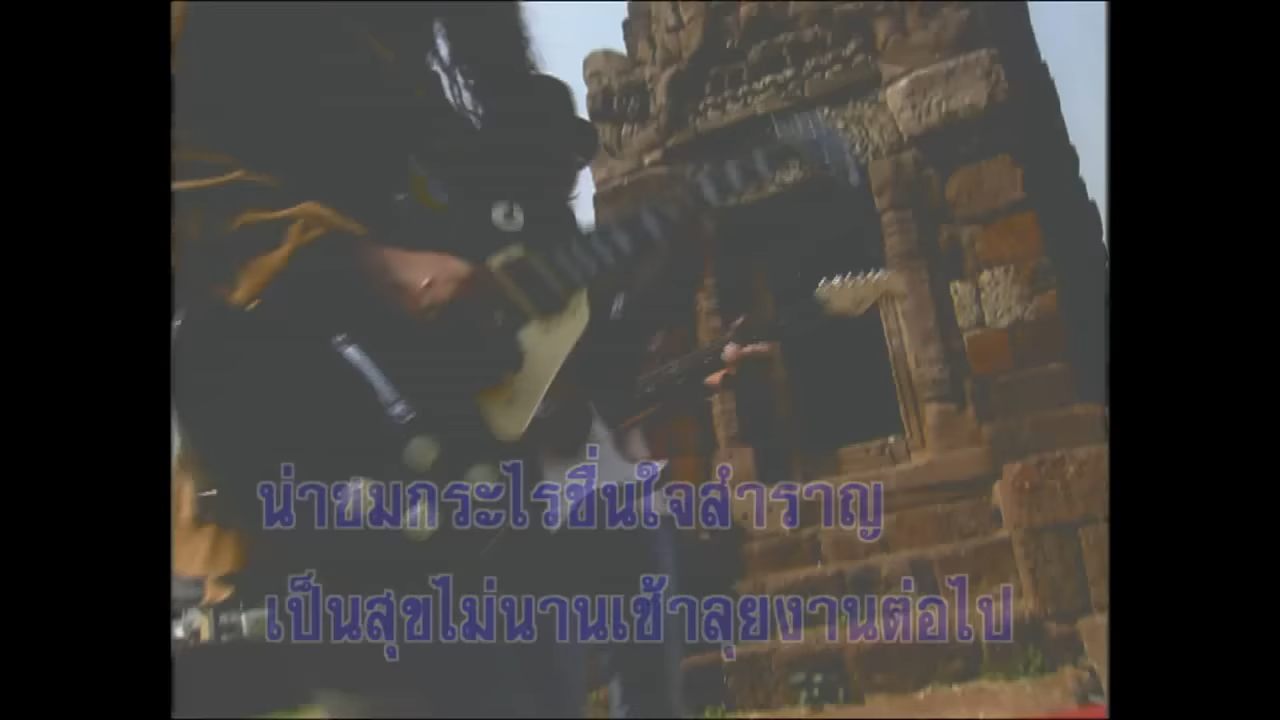 น่าชมกระไรชื่นใจสำราญ
เป็นสุขไม่นานเช้าลุยงานต่อไป